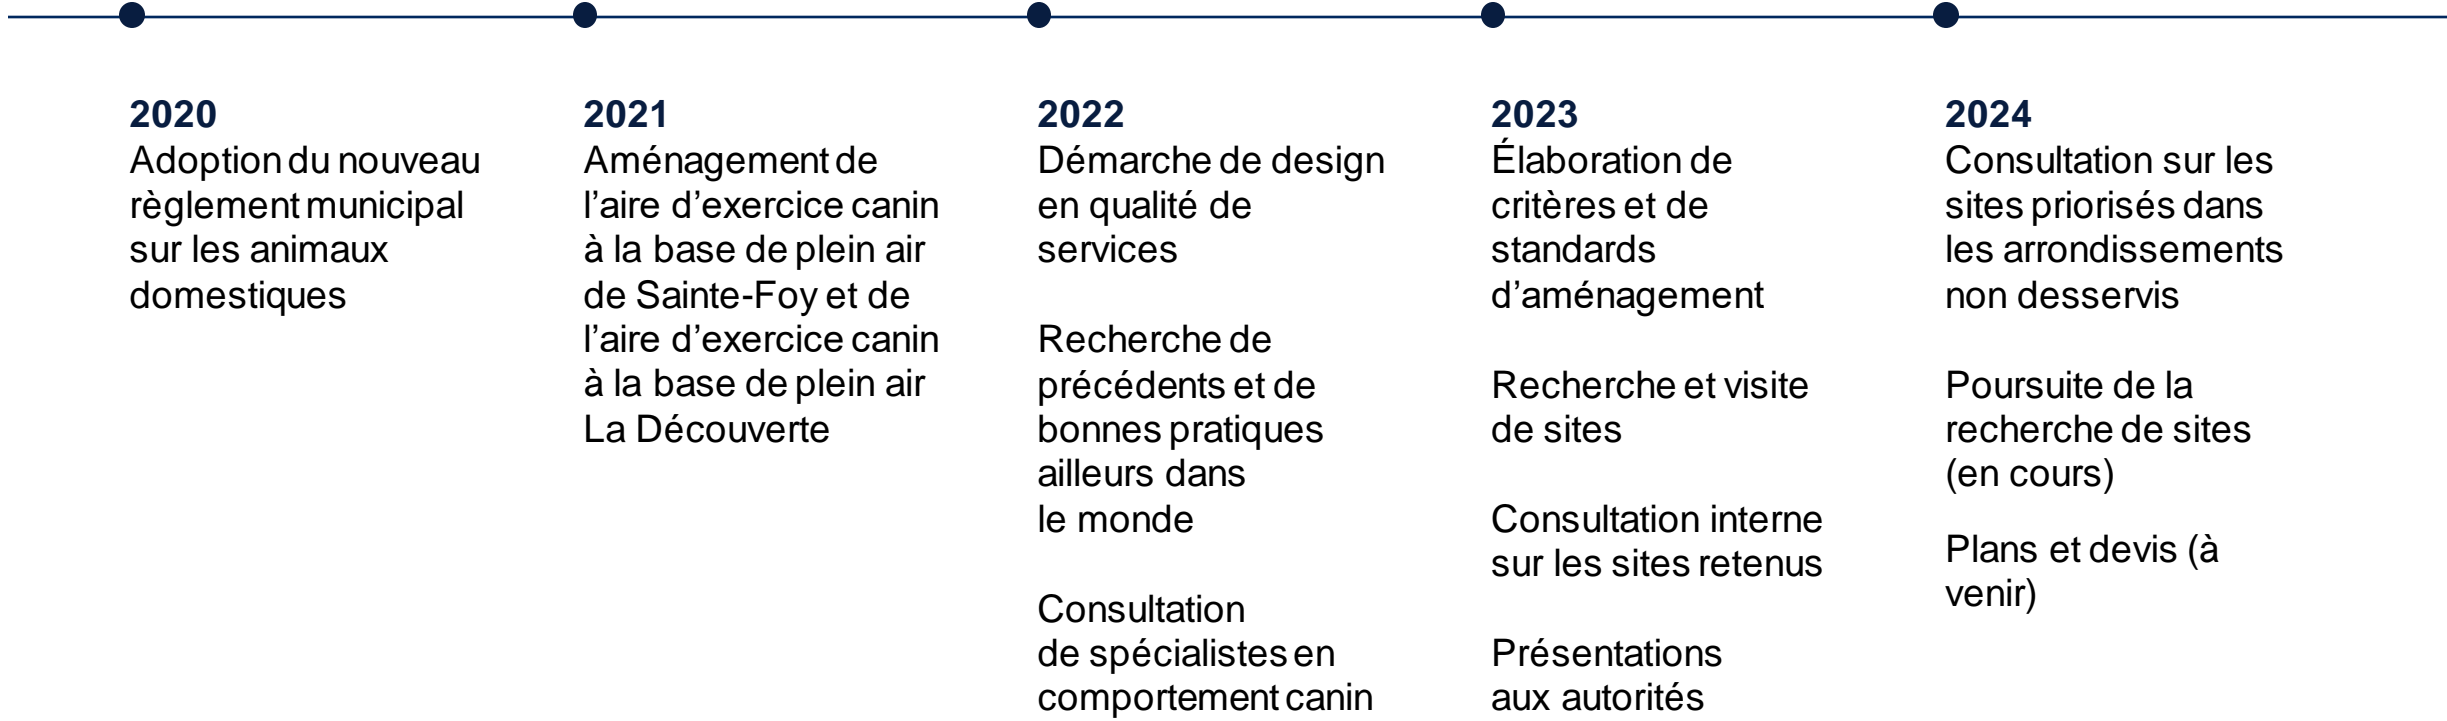 2020
Adoption du nouveau
règlement municipal
sur les animaux
domestiques
2021
Aménagement de
l’aire d’exercice canin
à la base de plein air
de Sainte-Foy et de
l’aire d’exercice canin
à la base de plein air
La Découverte
2022
Démarche de design
en qualité de
services
Recherche de
précédents et de
bonnes pratiques
ailleurs dans
le monde
Consultation
de spécialistes en
comportement canin
2023
Élaboration de
critères et de
standards
d’aménagement
Recherche et visite
de sites
Consultation interne
sur les sites retenus
Présentations
aux autorités
2024
Consultation sur les
sites priorisés dans
les arrondissements
non desservis
Poursuite de la
recherche de sites
(en cours)
Plans et devis (à
venir)